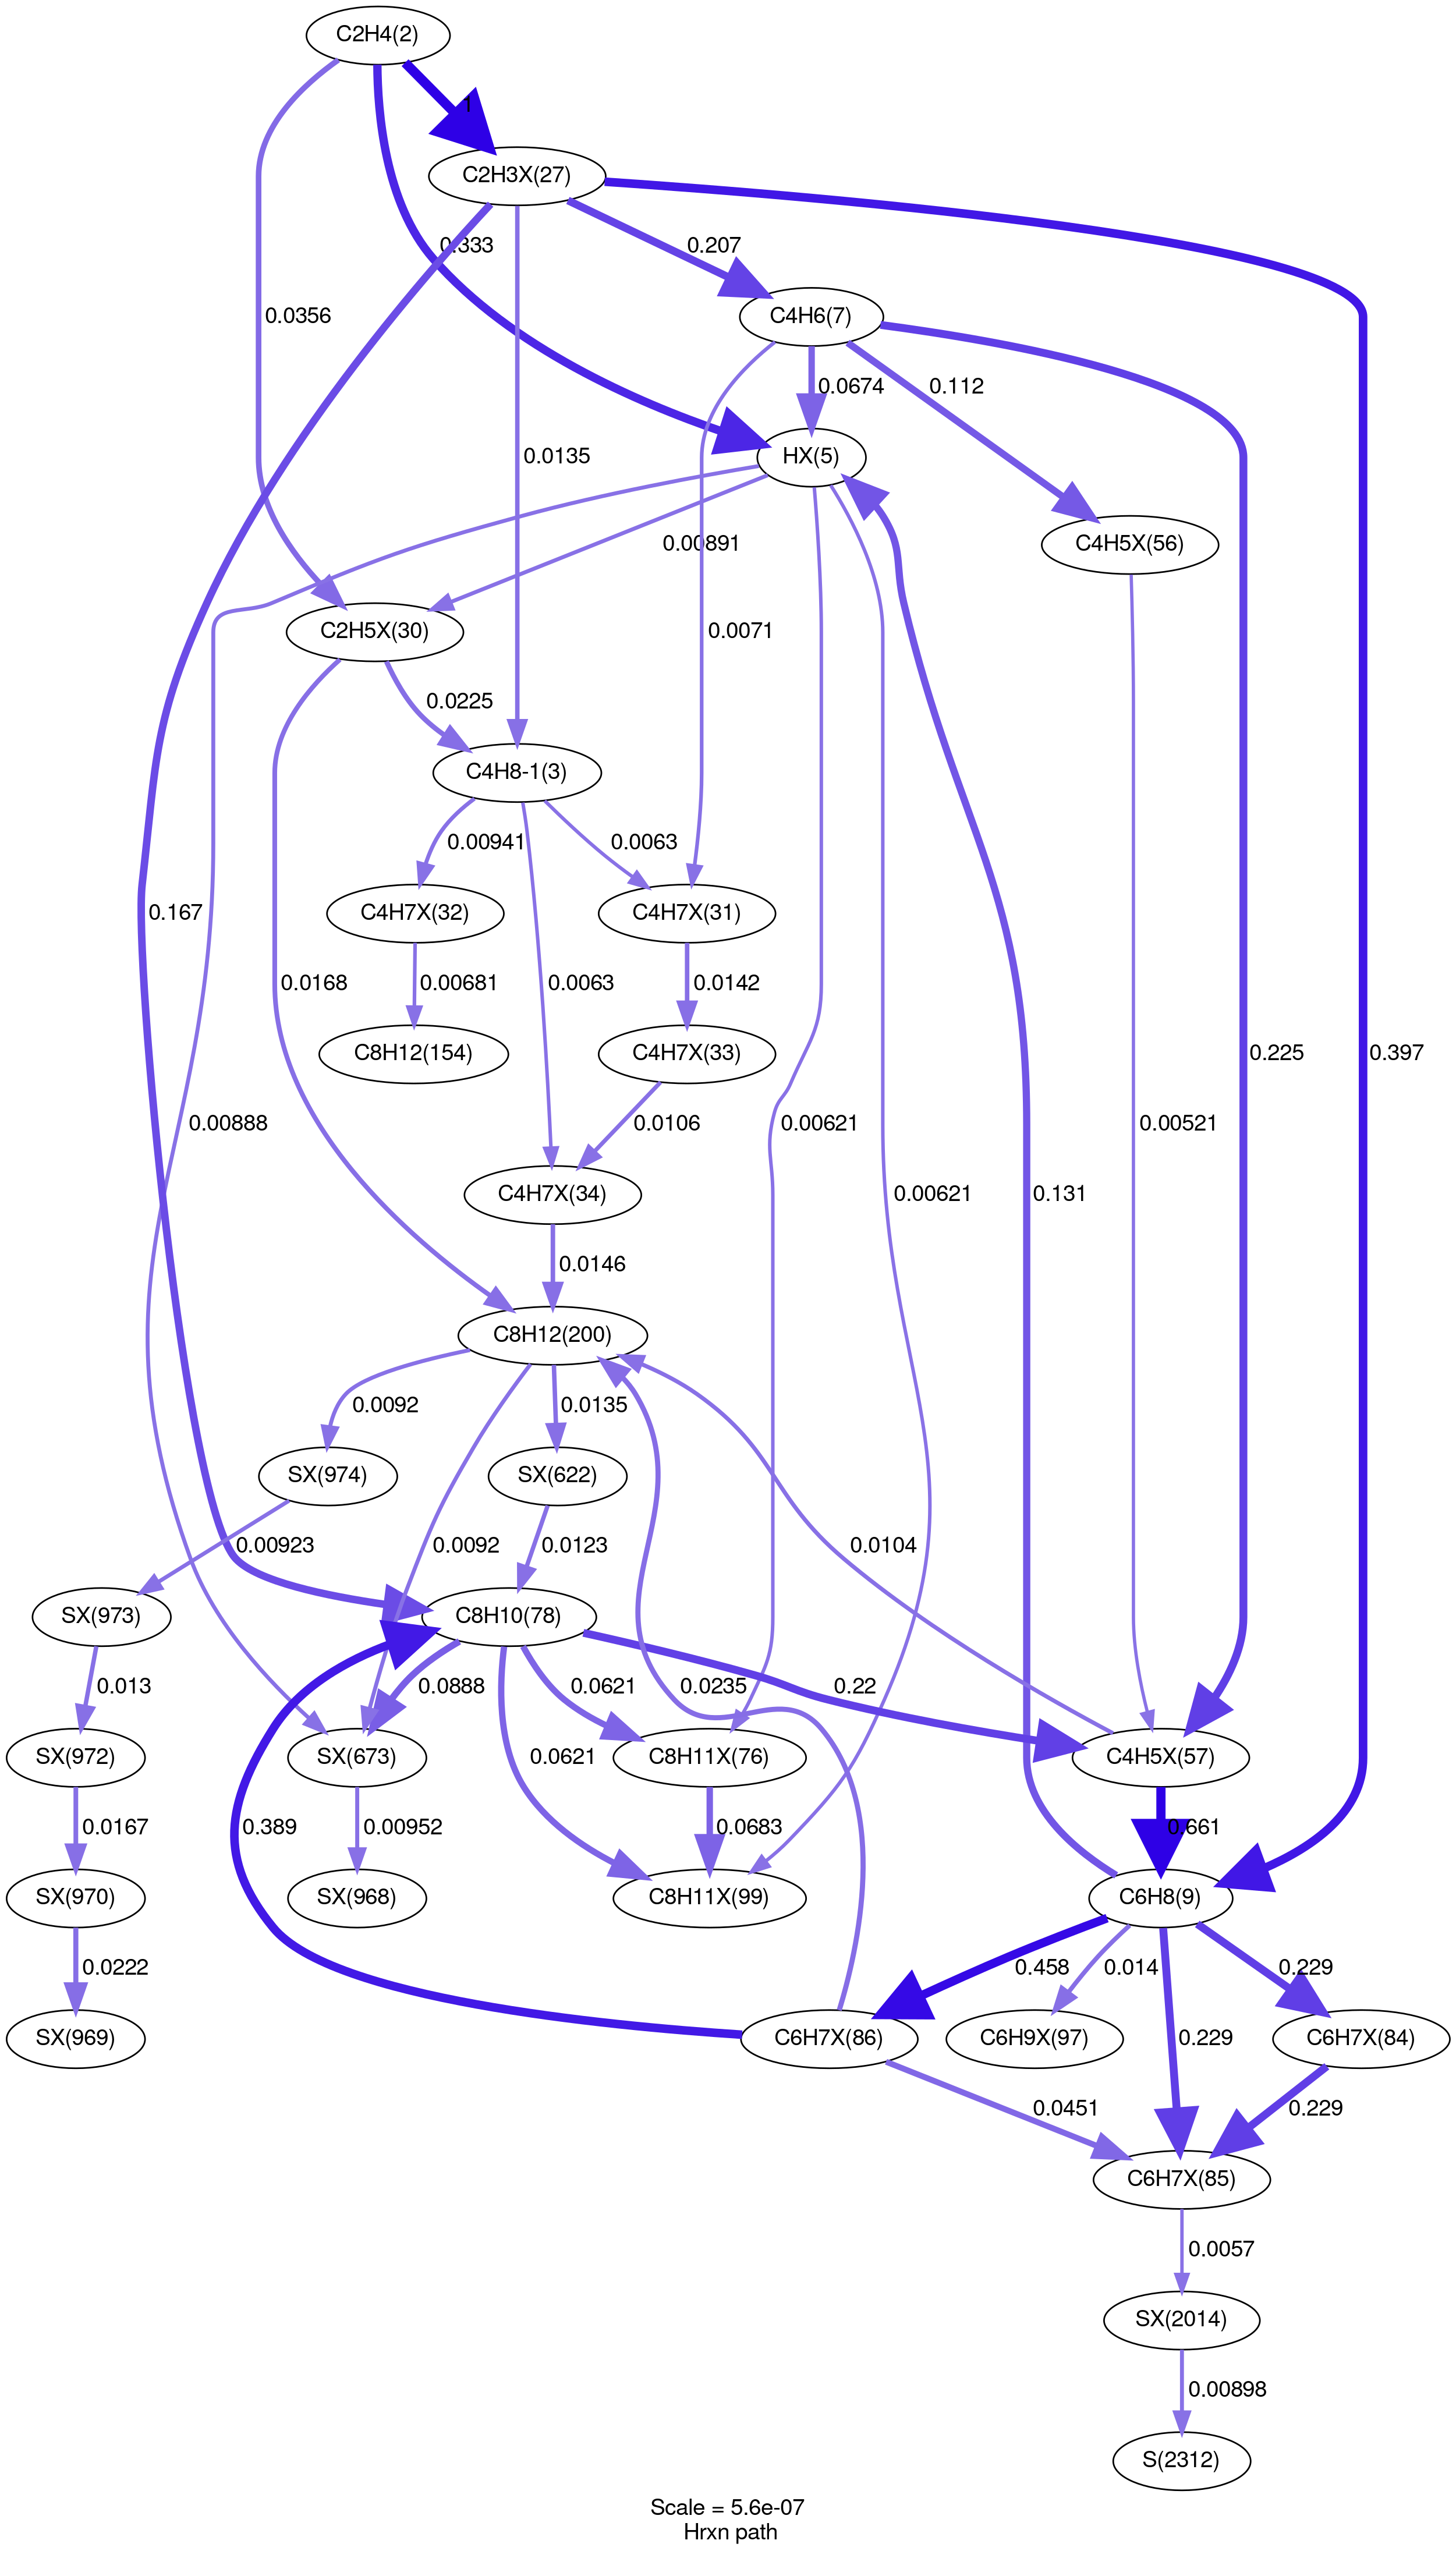 C2H4(2)
1
C2H3X(27)
0.333
0.207
0.0356
C4H6(7)
0.0674
0.112
0.0135
HX(5)
0.00891
C4H5X(56)
C2H5X(30)
0.0071
0.0225
C4H8-1(3)
0.00941
0.0063
0.167
C4H7X(32)
C4H7X(31)
0.0168
0.00681
0.0063
0.0142
C8H12(154)
C4H7X(33)
0.225
0.397
0.00888
0.0106
0.00621
0.00521
C4H7X(34)
0.00621
0.131
0.0146
C8H12(200)
0.0092
0.0135
SX(974)
SX(622)
0.00923
0.0092
0.0123
0.0104
SX(973)
C8H10(78)
0.013
0.0888
0.0621
0.0235
0.22
SX(972)
SX(673)
0.0621
C8H11X(76)
C4H5X(57)
0.0167
0.00952
0.389
0.0683
0.661
SX(970)
SX(968)
C8H11X(99)
C6H8(9)
0.0222
0.458
0.014
0.229
SX(969)
C6H7X(86)
C6H9X(97)
0.229
C6H7X(84)
0.0451
0.229
C6H7X(85)
0.0057
SX(2014)
0.00898
S(2312)
Scale = 5.6e-07
Hrxn path